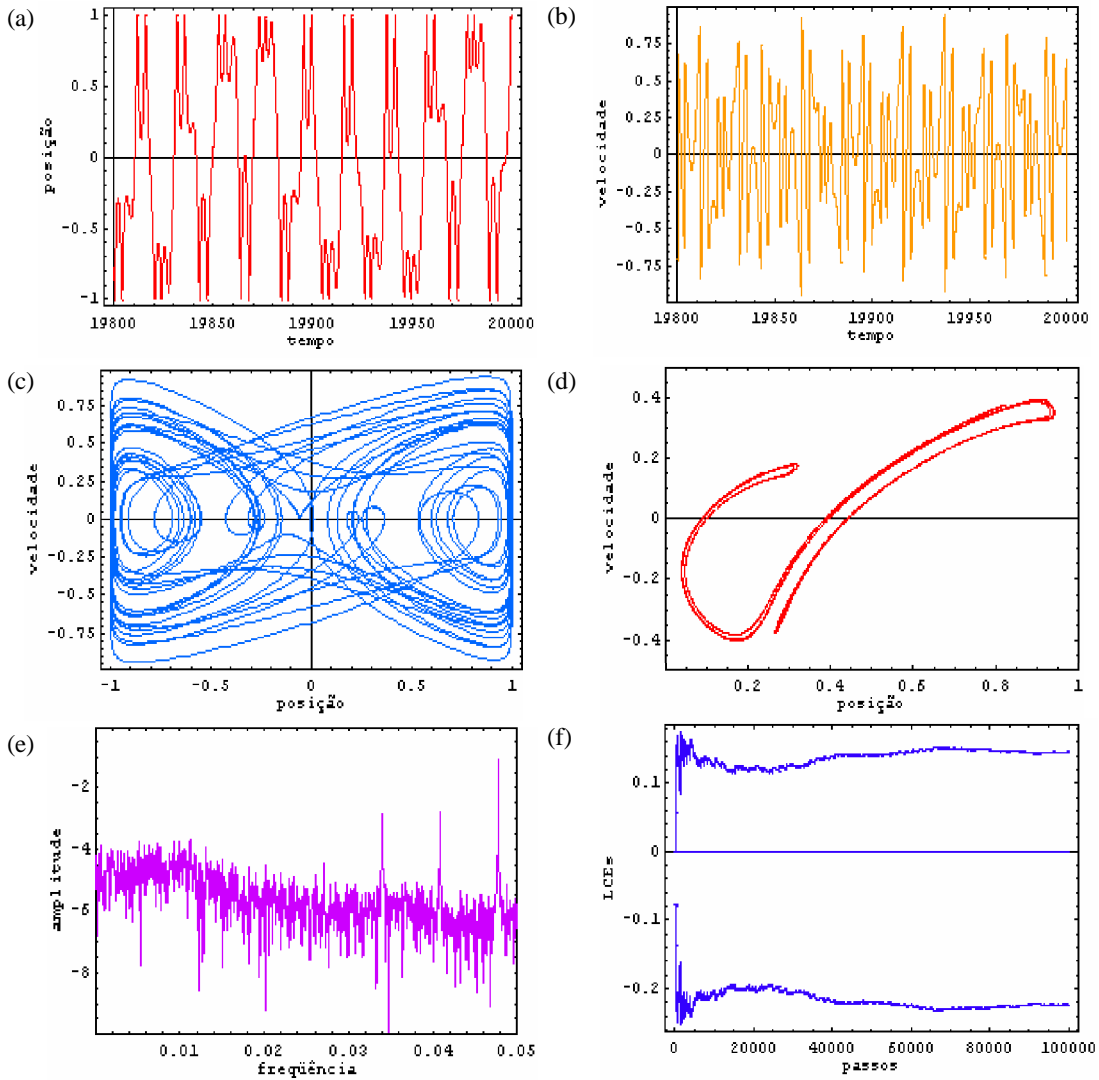 (a)
1
0.5
0
-0.5
-1
posição
19800 19850 19900 19950 20000
tempo
(b)
0.75
0.5
0.25
0
-0.25
-0.5
-0.75
velocidade
19800 19850 19900 19950 20000
tempo
(c)
0.75
0.5
0.25
0
-0.25
-0.5
-0.75
velocidade
-1 -0.5 0 0.5 1
posição
(d)
0.4
0.2
0
-0.2
-0.4
velocidade
0.2 0.4 0.6 0.8 1
posição
(e)
-2
-4
-6
-8
amplitude
0.01 0.02 0.03 0.04 0.05
freqüência
(f)
0.1
0
-0.1
-0.2
LCEs
0 20000 40000 60000 80000 100000
passos